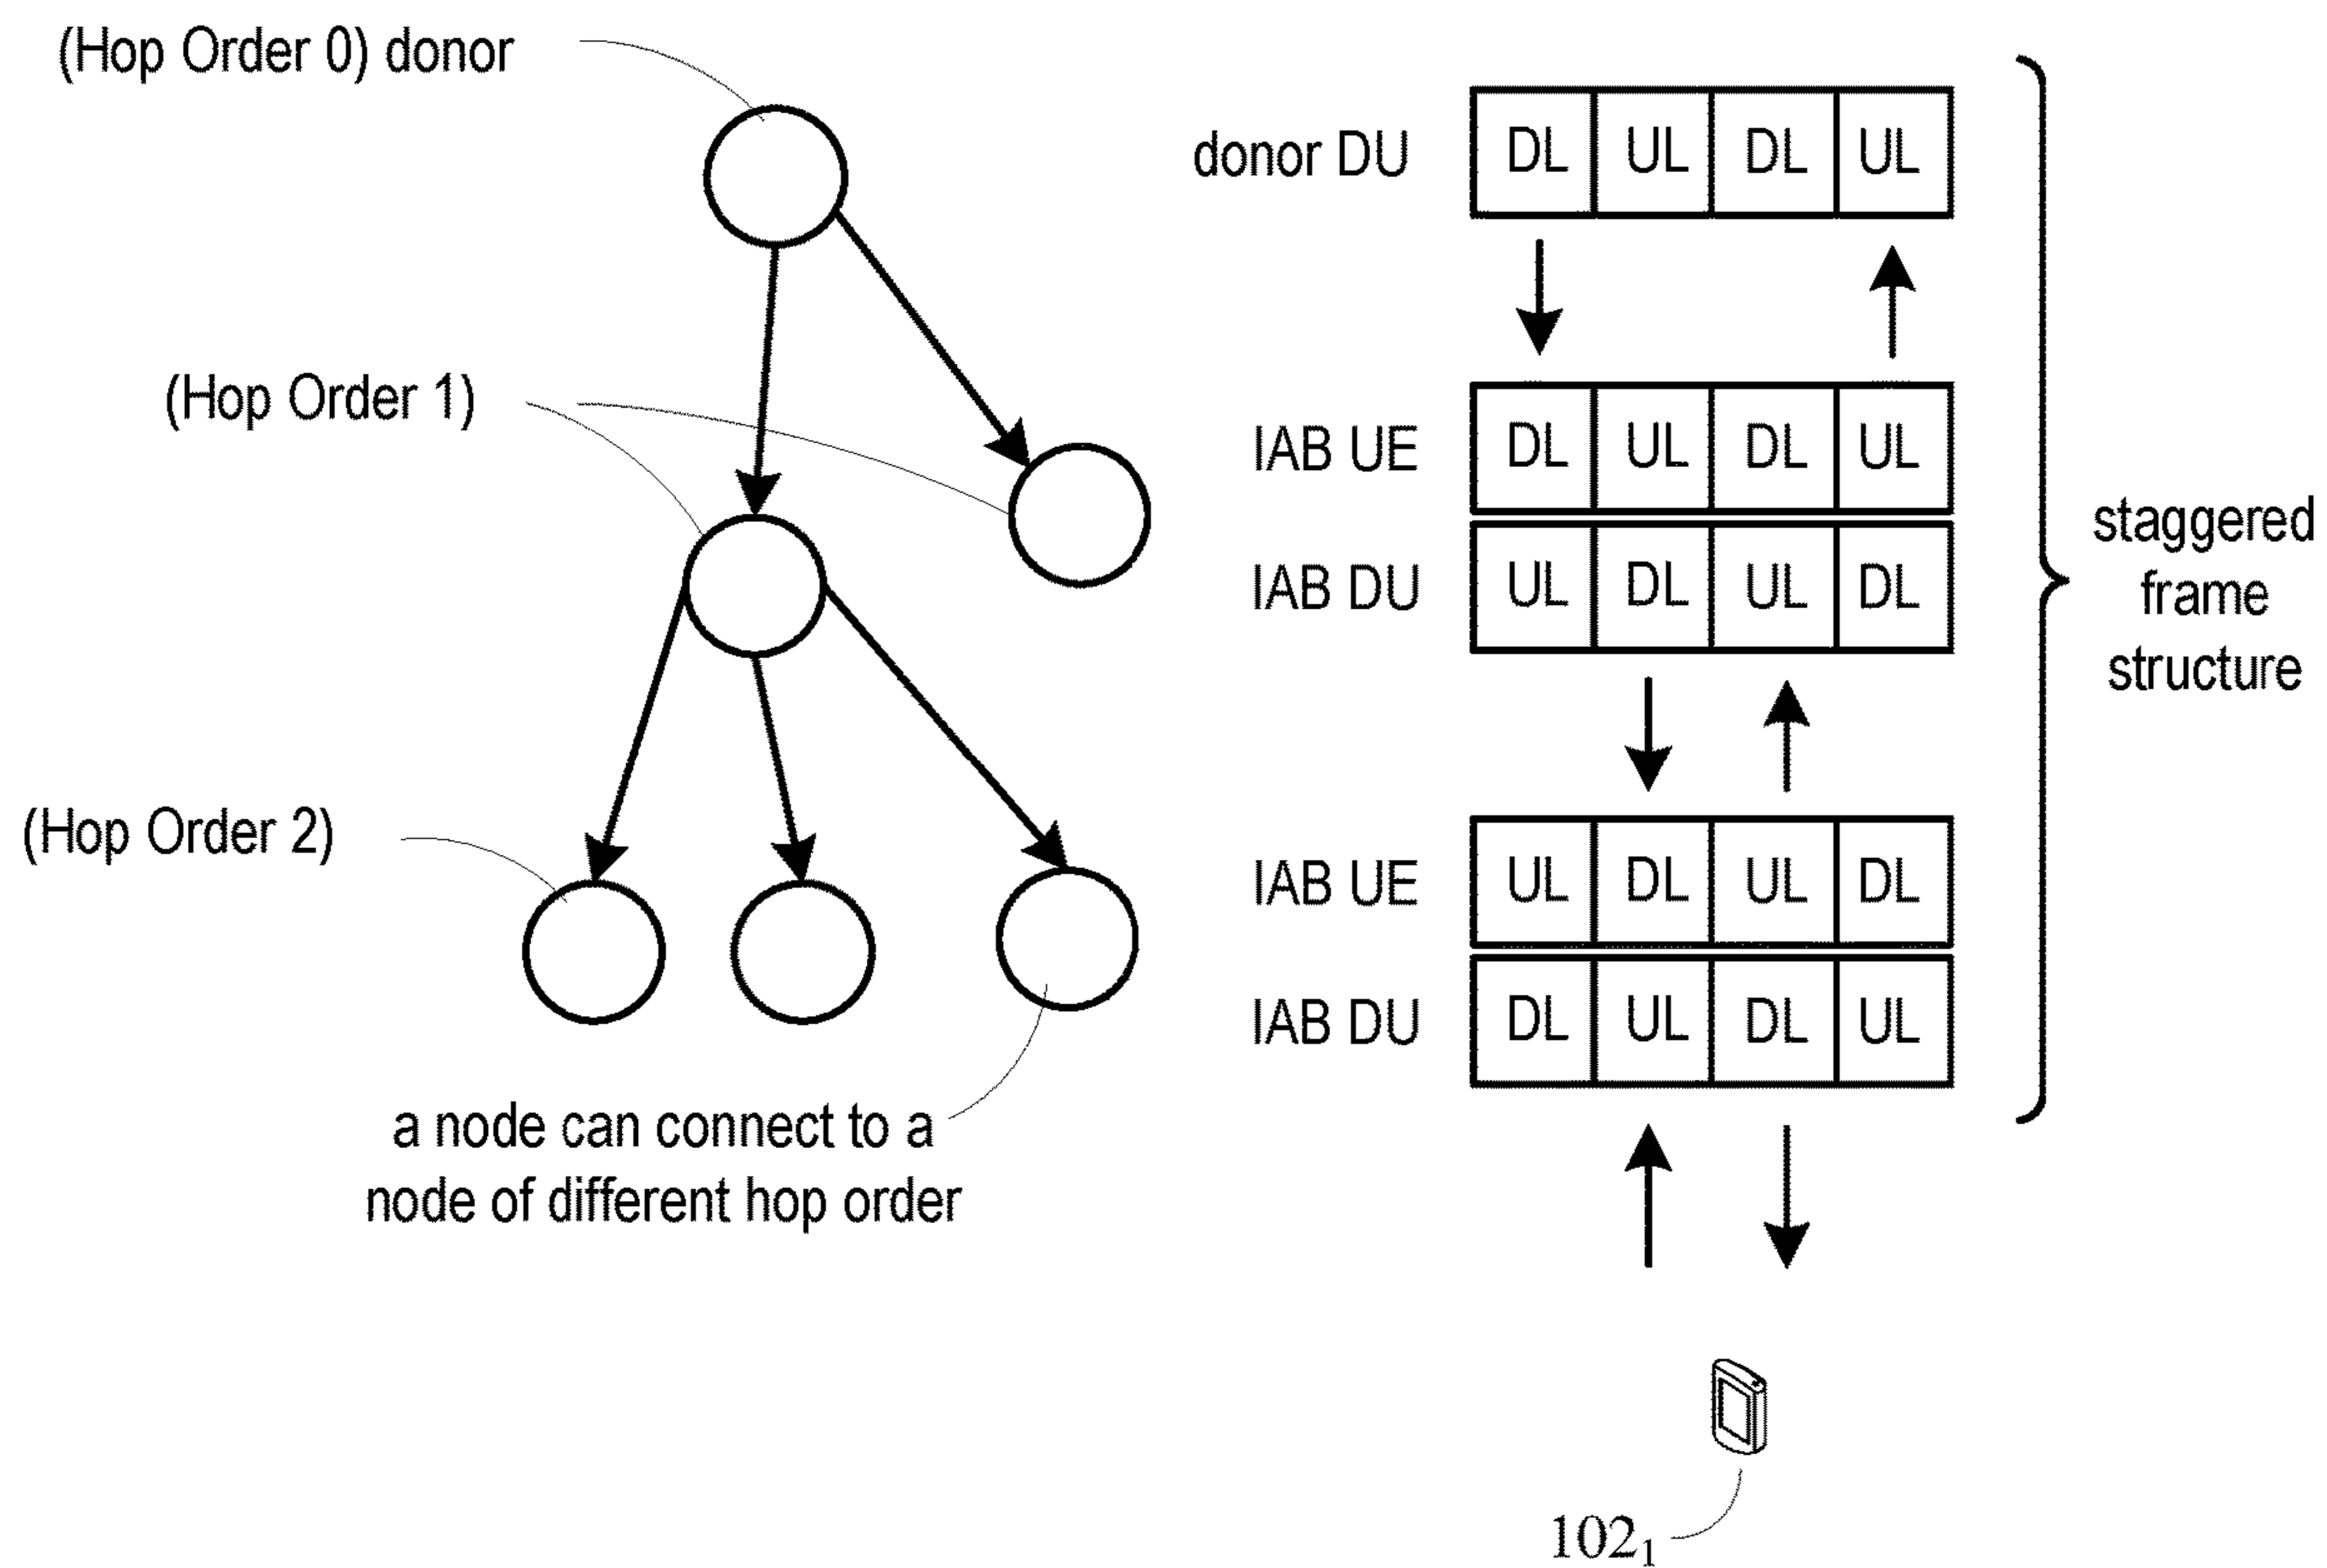 (Hop Order 0) donor
(Hop Order 1)
(Hop Order 2)
a node can connect to a
node of different hop order
donor DU DL UL DL UL
IAB UE DL UL DL UL
IAB DU UL DL UL DL
IAB UE UL DL UL DL
IAB DU DL UL DL UL
staggered
frame
structure
102₁